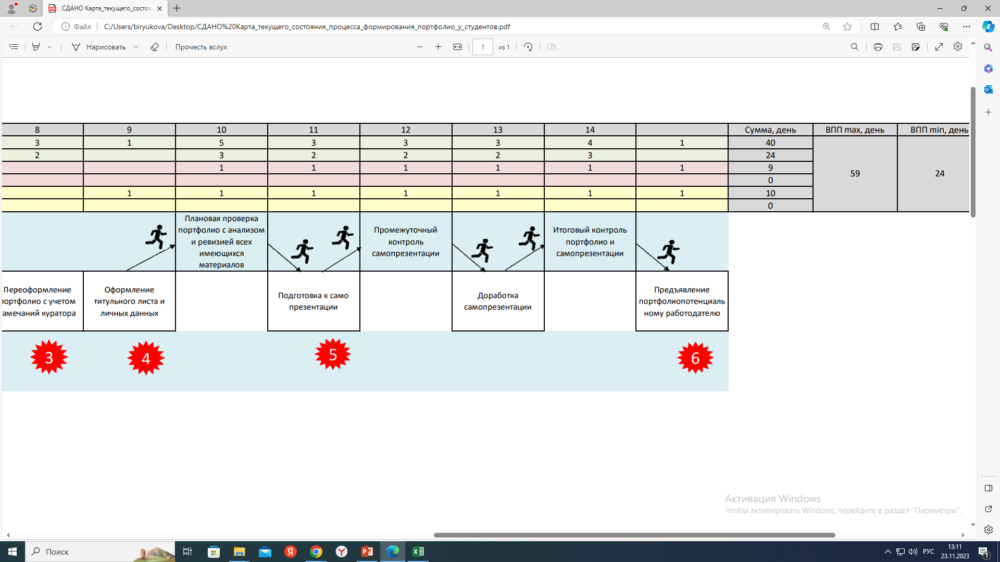 СДАНО Карта_текущего_состоя
Файл
C:/Users/biryukova/Desktop/СДАНО%20Карта_текущего_состояния_процесса_формирования_портфолио_у_студентов.pdf
Нарисовать
Прочесть вслух
1
из 1
8 9 10 11 12 13 14 Сумма, день ВПП max, день ВПП min, день
3 1 5 3 3 3 4 1 40
2 3 2 2 2 3 24
1 1 1 1 1 1 9
59 24
0
1 1 1 1 1 1 1 10
0
Плановая проверка
портфолио с анализом
и ревизией всех
имеющихся
материалов
Промежуточный
контроль
самопрезентации
Итоговый контроль
портфолио и
самопрезентации
Переоформление
портфолио с учетом
амечаний куратора
Оформление
титульного листа и
личных данных
Подготовка к само
презентации
Доработка
самопрезентации
Предъявление
портфолиопотенциаль
ному работодателю
3
4
5
6
Активация Windows
Чтобы активировать Windows, перейдите в раздел "Параметры".
Поиск
РУС
13:11
23.11.2023
1